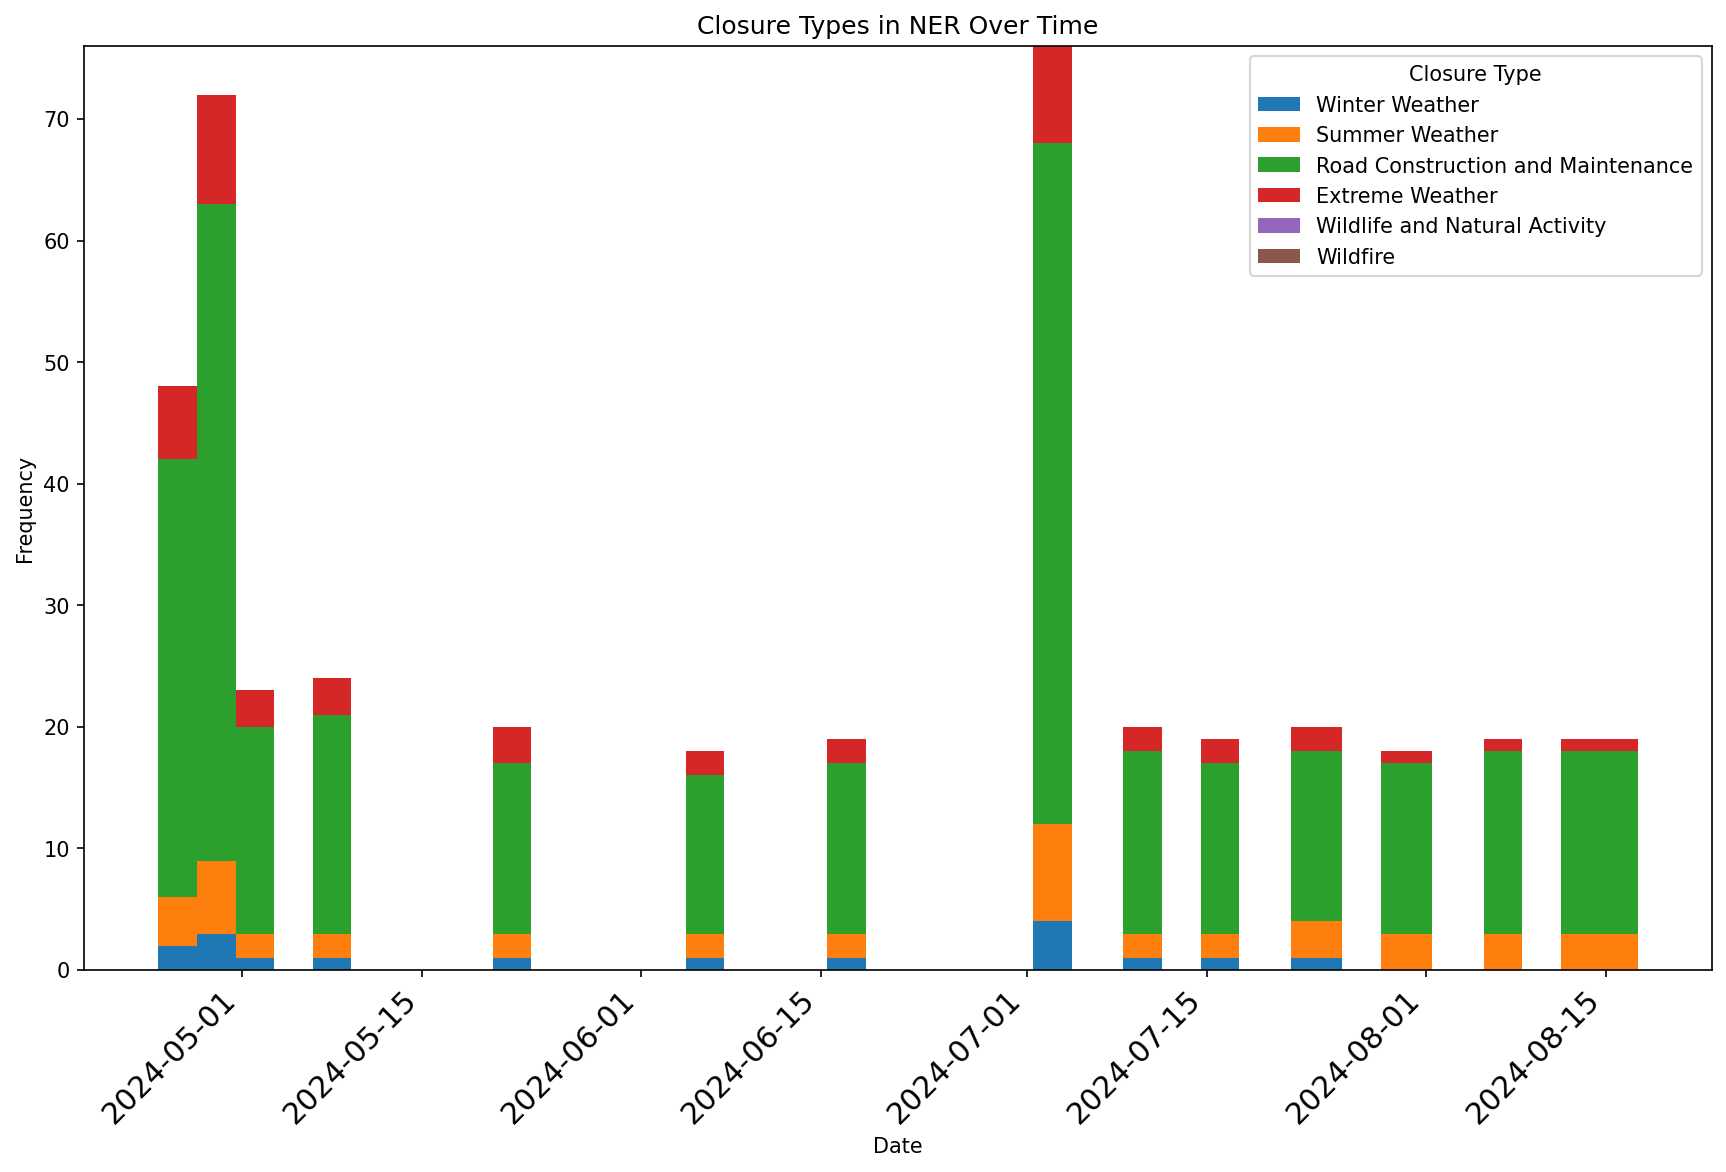 Closure Types in NER Over Time
Closure Type
Winter Weather
Summer Weather
Road Construction and Maintenance
Extreme Weather
Wildlife and Natural Activity
Wildfire
Frequency
70
60
50
40
30
20
10
0
2024-05-01
2024-05-15
2024-06-01
2024-06-15
2024-07-01
2024-07-15
2024-08-01
2024-08-15
Date